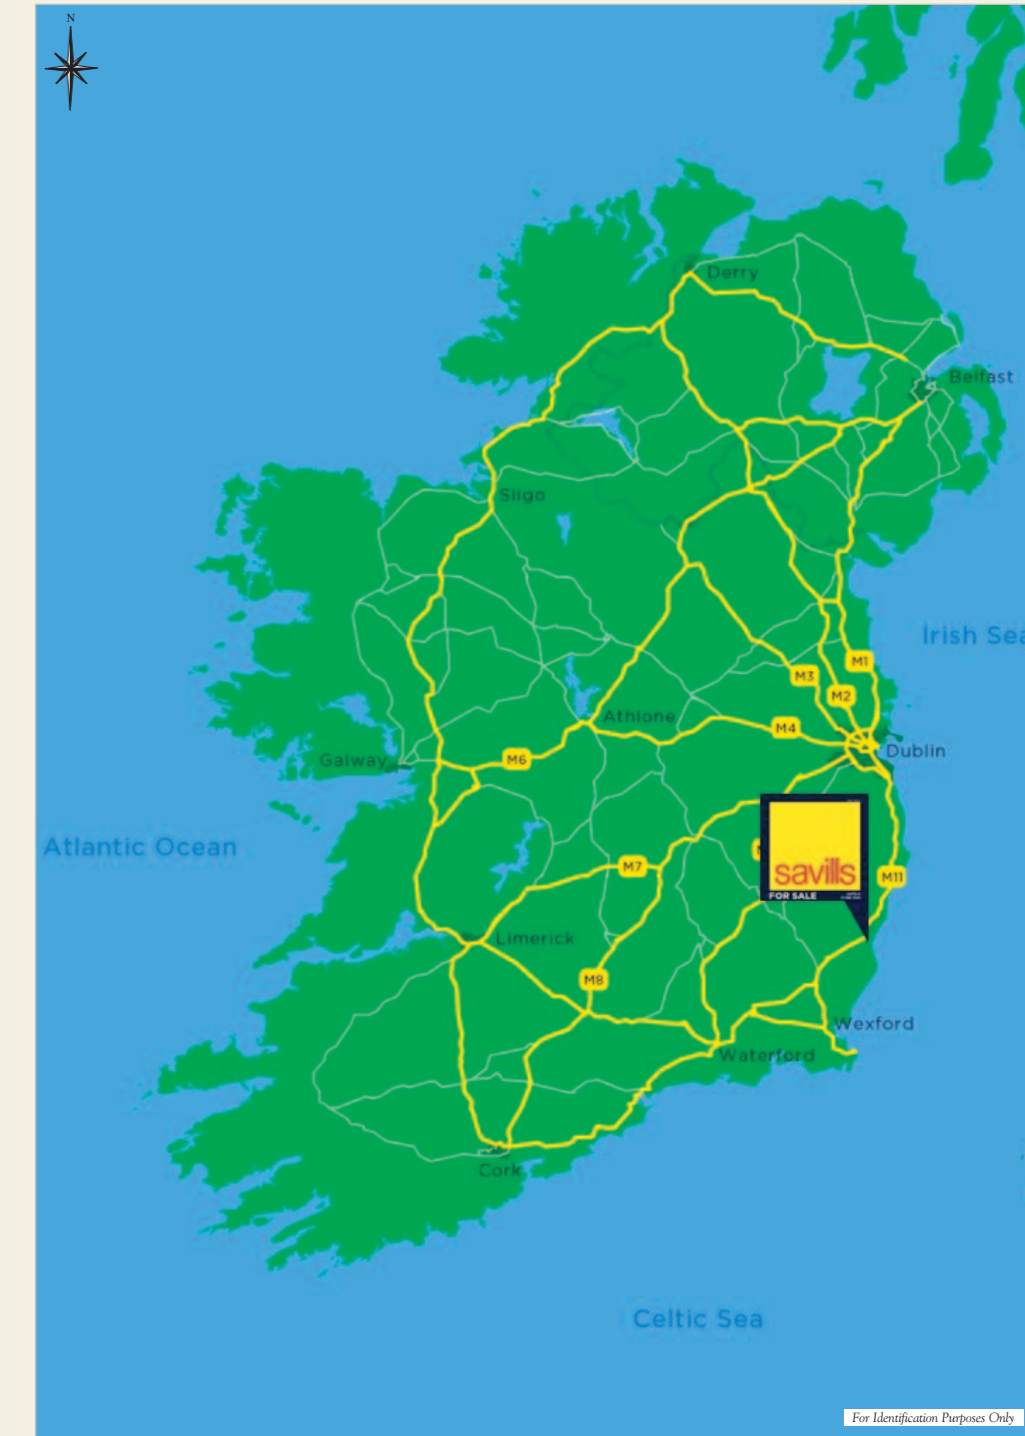 N
Derry
Belfast
Sligo
Irish Sea
M1
M3
M2
Athlone
M4
Dublin
Galway
M6
Atlantic Ocean
M7
savills
FOR SALE
M11
Limerick
M8
Wexford
Waterford
Cork
Celtic Sea
For Identification Purposes Only